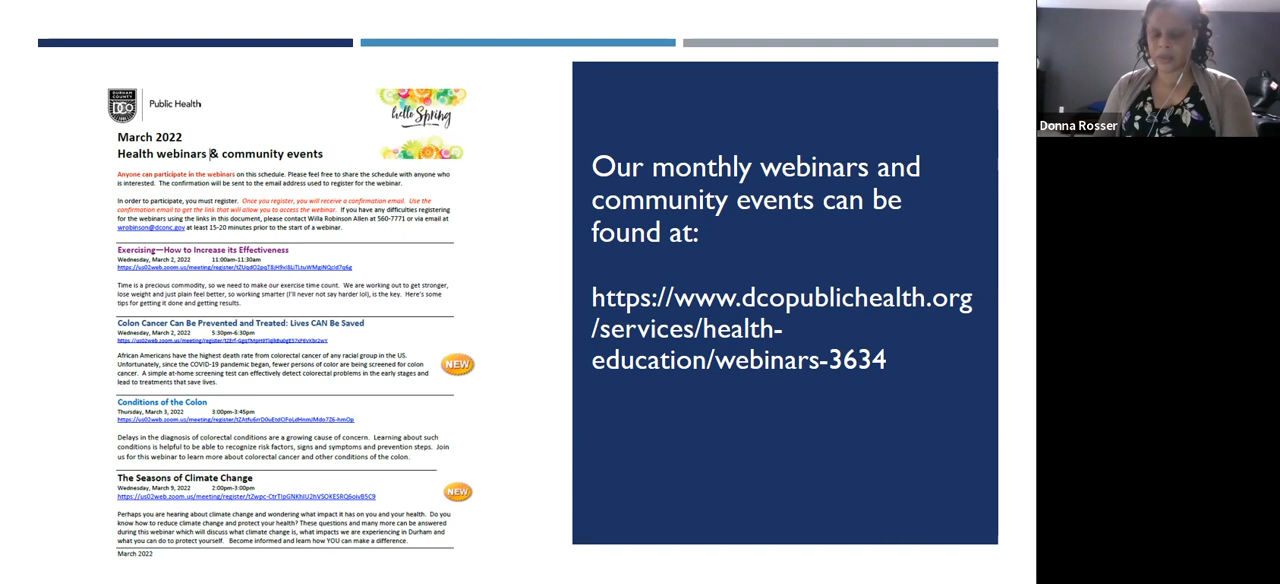 DURHAM COUNTY
DCO
Public Health
hello Spring
March 2022
Health webinars & community events
Anyone can participate in the webinars on this schedule. Please feel free to share the schedule with anyone who
is interested. The confirmation will be sent to the email address used to register for the webinar.
In order to participate, you must register. Once you register, you will receive a confirmation email. Use the
confirmation email to get the link that will allow you to access the webinar. If you have any difficulties registering
for the webinars using the links in this document, please contact Willa Robinson Allen at 560-7771 or via email at
wrobinson@dconc.gov at least 15-20 minutes prior to the start of a webinar.
Exercising—How to Increase its Effectiveness
Wednesday, March 2, 2022 11:00am-11:30am
Time is a precious commodity, so we need to make our exercise time count. We are working out to get stronger,
lose weight and just plain feel better, so working smarter (I'll never not say harder lol), is the key. Here's some
tips for getting it done and getting results.
Colon Cancer Can Be Prevented and Treated: Lives CAN Be Saved
Wednesday, March 2, 2022 5:30pm-6:30pm
African Americans have the highest death rate from colorectal cancer of any racial group in the US.
Unfortunately, since the COVID-19 pandemic began, fewer persons of color are being screened for colon
cancer. A simple at-home screening test can effectively detect colorectal problems in the early stages and
lead to treatments that save lives.
NEW
Conditions of the Colon
Thursday, March 3, 2022 3:00pm-3:45pm
Delays in the diagnosis of colorectal conditions are a growing cause of concern. Learning about such
conditions is helpful to be able to recognize risk factors, signs and symptoms and prevention steps. Join
us for this webinar to learn more about colorectal cancer and other conditions of the colon.
The Seasons of Climate Change
Wednesday, March 9, 2022 2:00pm-3:00pm
NEW
Perhaps you are hearing about climate change and wondering what impact it has on you and your health. Do you
know how to reduce climate change and protect your health? These questions and many more can be answered
during this webinar which will discuss what climate change is, what impacts we are experiencing in Durham and
what you can do to protect yourself. Become informed and learn how YOU can make a difference.
March 2022
Our monthly webinars and
community events can be
found at:
https://www.dcopublichealth.org
/services/health-
education/webinars-3634
Donna Rosser